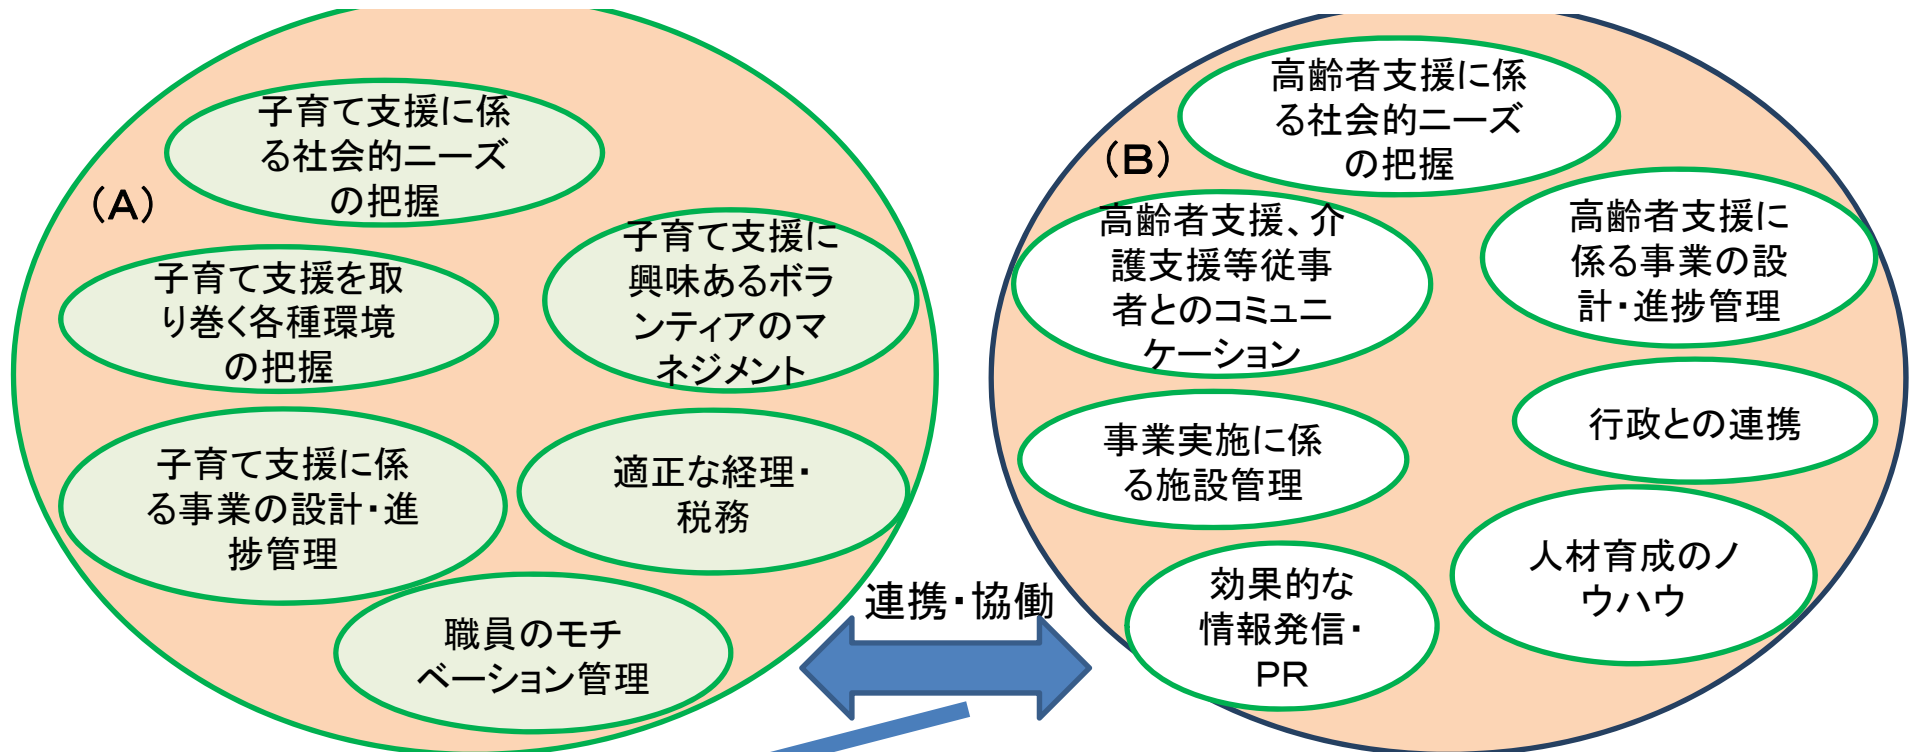 (A)
子育て支援に係
る社会的ニーズ
の把握
子育て支援を取
り巻く各種環境
の把握
子育て支援に
興味あるボラ
ンティアのマ
ネジメント
子育て支援に係
る事業の設計・進
捗管理
適正な経理・
税務
職員のモチ
ベーション管理
連携・協働
(B)
高齢者支援に係
る社会的ニーズ
の把握
高齢者支援、介
護支援等従事
者とのコミュニ
ケーション
高齢者支援に
係る事業の設
計・進捗管理
事業実施に係
る施設管理
行政との連携
効果的な
情報発信・
PR
人材育成のノ
ウハウ